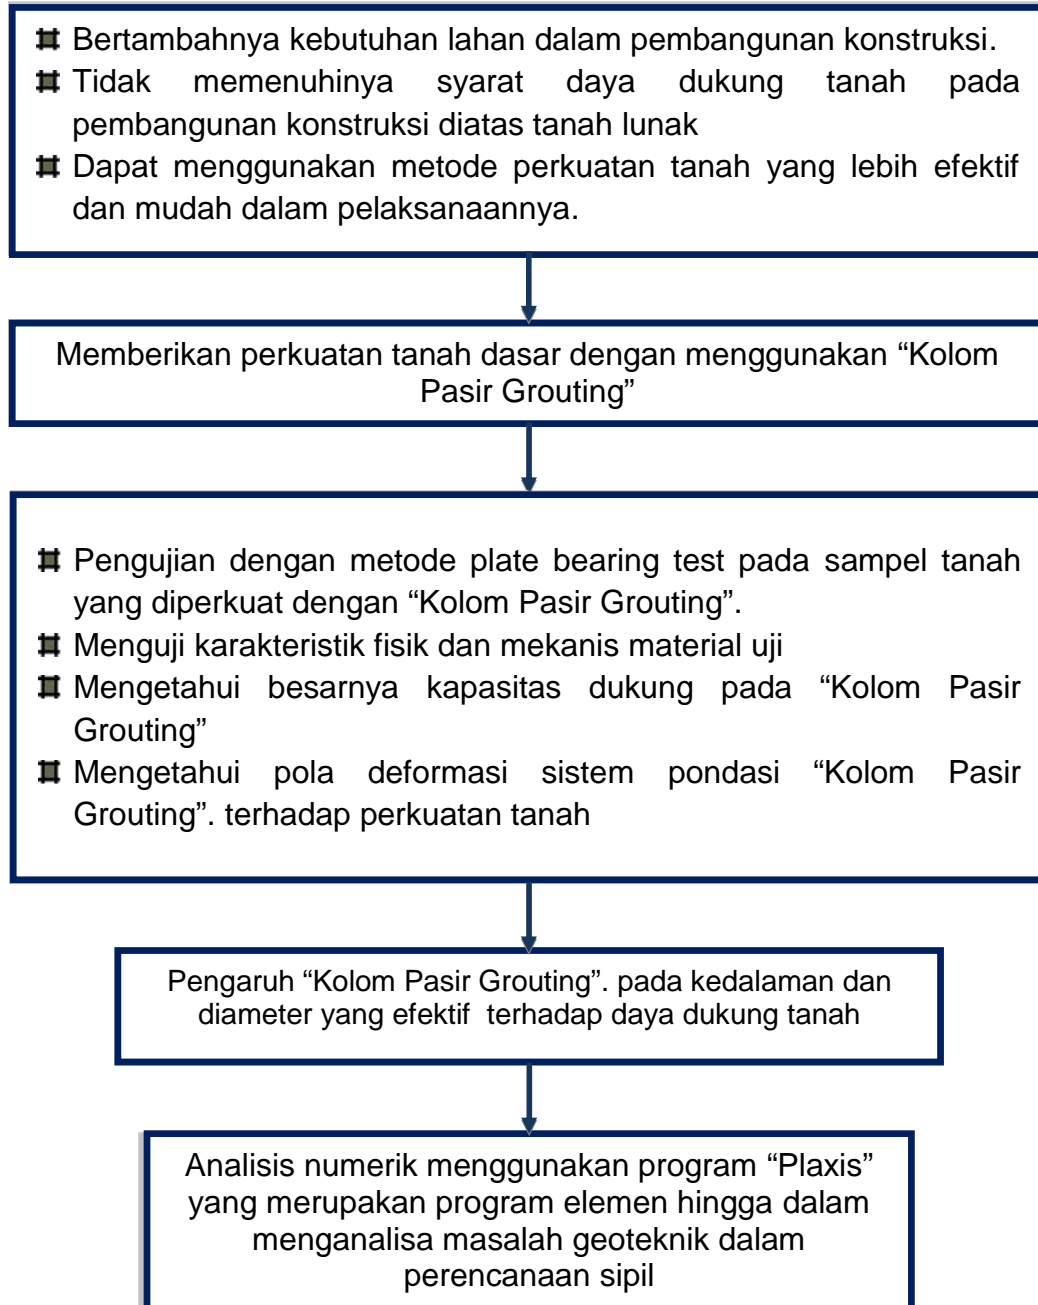 Bertambahnya kebutuhan lahan dalam pembangunan konstruksi.
Tidak memenuhinya syarat daya dukung tanah pada
pembangunan konstruksi diatas tanah lunak
Dapat menggunakan metode perkuatan tanah yang lebih efektif
dan mudah dalam pelaksanaannya.
Memberikan perkuatan tanah dasar dengan menggunakan “Kolom
Pasir Grouting”
Pengujian dengan metode plate bearing test pada sampel tanah
yang diperkuat dengan “Kolom Pasir Grouting”.
Menguji karakteristik fisik dan mekanis material uji
Mengetahui besarnya kapasitas dukung pada “Kolom Pasir
Grouting”
Mengetahui pola deformasi sistem pondasi “Kolom Pasir
Grouting”. terhadap perkuatan tanah
Pengaruh “Kolom Pasir Grouting”. pada kedalaman dan
diameter yang efektif terhadap daya dukung tanah
Analisis numerik menggunakan program “Plaxis”
yang merupakan program elemen hingga dalam
menganalisa masalah geoteknik dalam
perencanaan sipil